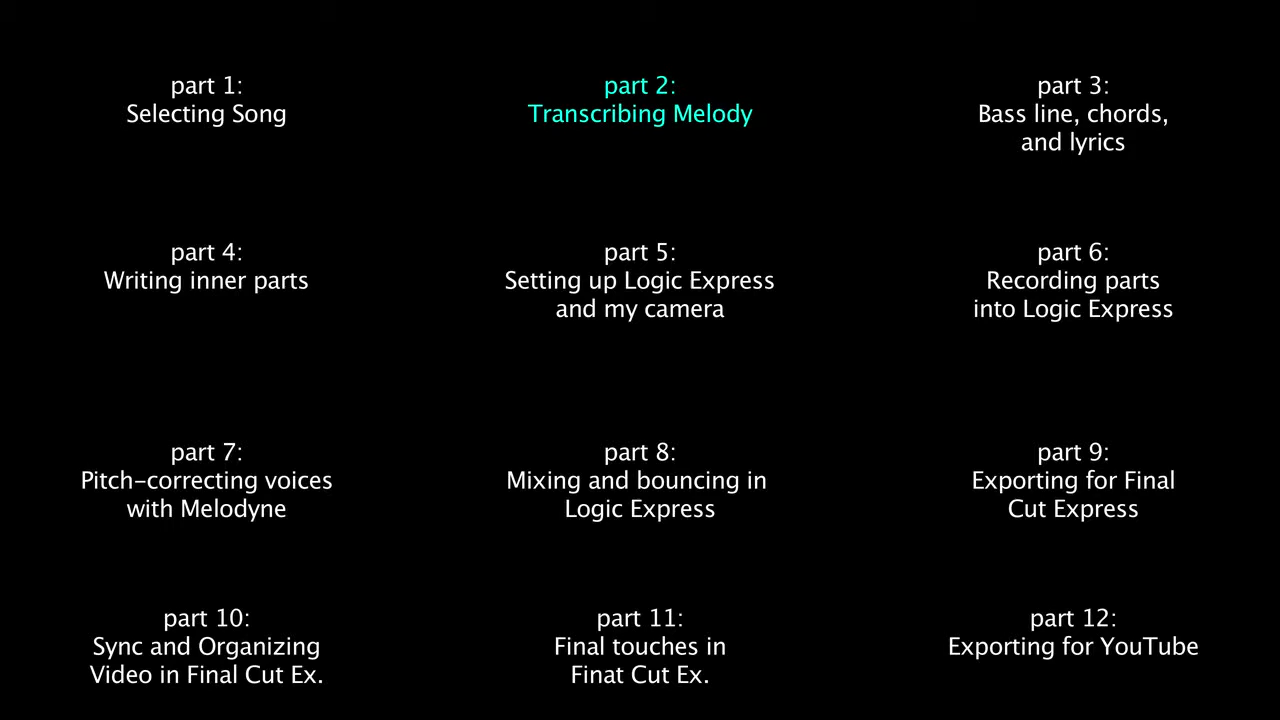 part 1:
Selecting Song
part 2:
Transcribing Melody
part 3:
Bass line, chords,
and lyrics
part 4:
Writing inner parts
part 5:
Setting up Logic Express
and my camera
part 6:
Recording parts
into Logic Express
part 7:
Pitch-correcting voices
with Melodyne
part 8:
Mixing and bouncing in
Logic Express
part 9:
Exporting for Final
Cut Express
part 10:
Sync and Organizing
Video in Final Cut Ex.
part 11:
Final touches in
Finat Cut Ex.
part 12:
Exporting for YouTube